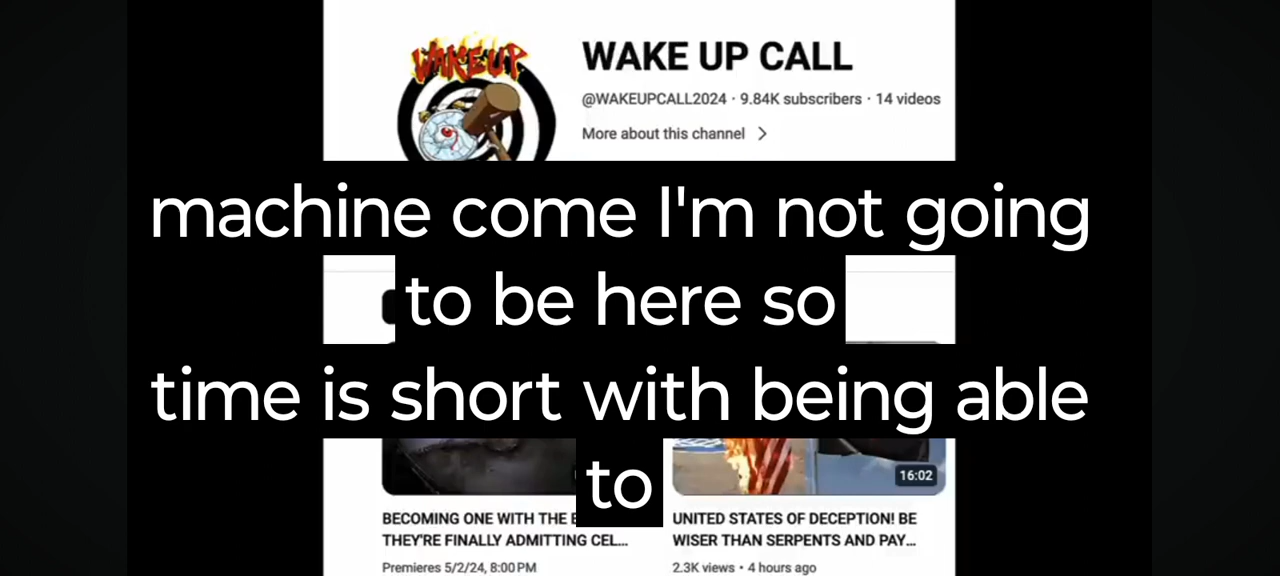 WAKE UP
WAKE UP CALL
@WAKEUPCALL2024 · 9.84K subscribers · 14 videos
More about this channel >
machine come I'm not going
to be here so
time is short with being able
to
16:02
BECOMING ONE WITH THE
THEY'RE FINALLY ADMITTING CEL...
Premieres 5/2/24, 8:00 PM
UNITED STATES OF DECEPTION! BE
WISER THAN SERPENTS AND PAY...
2.3K views • 4 hours ago